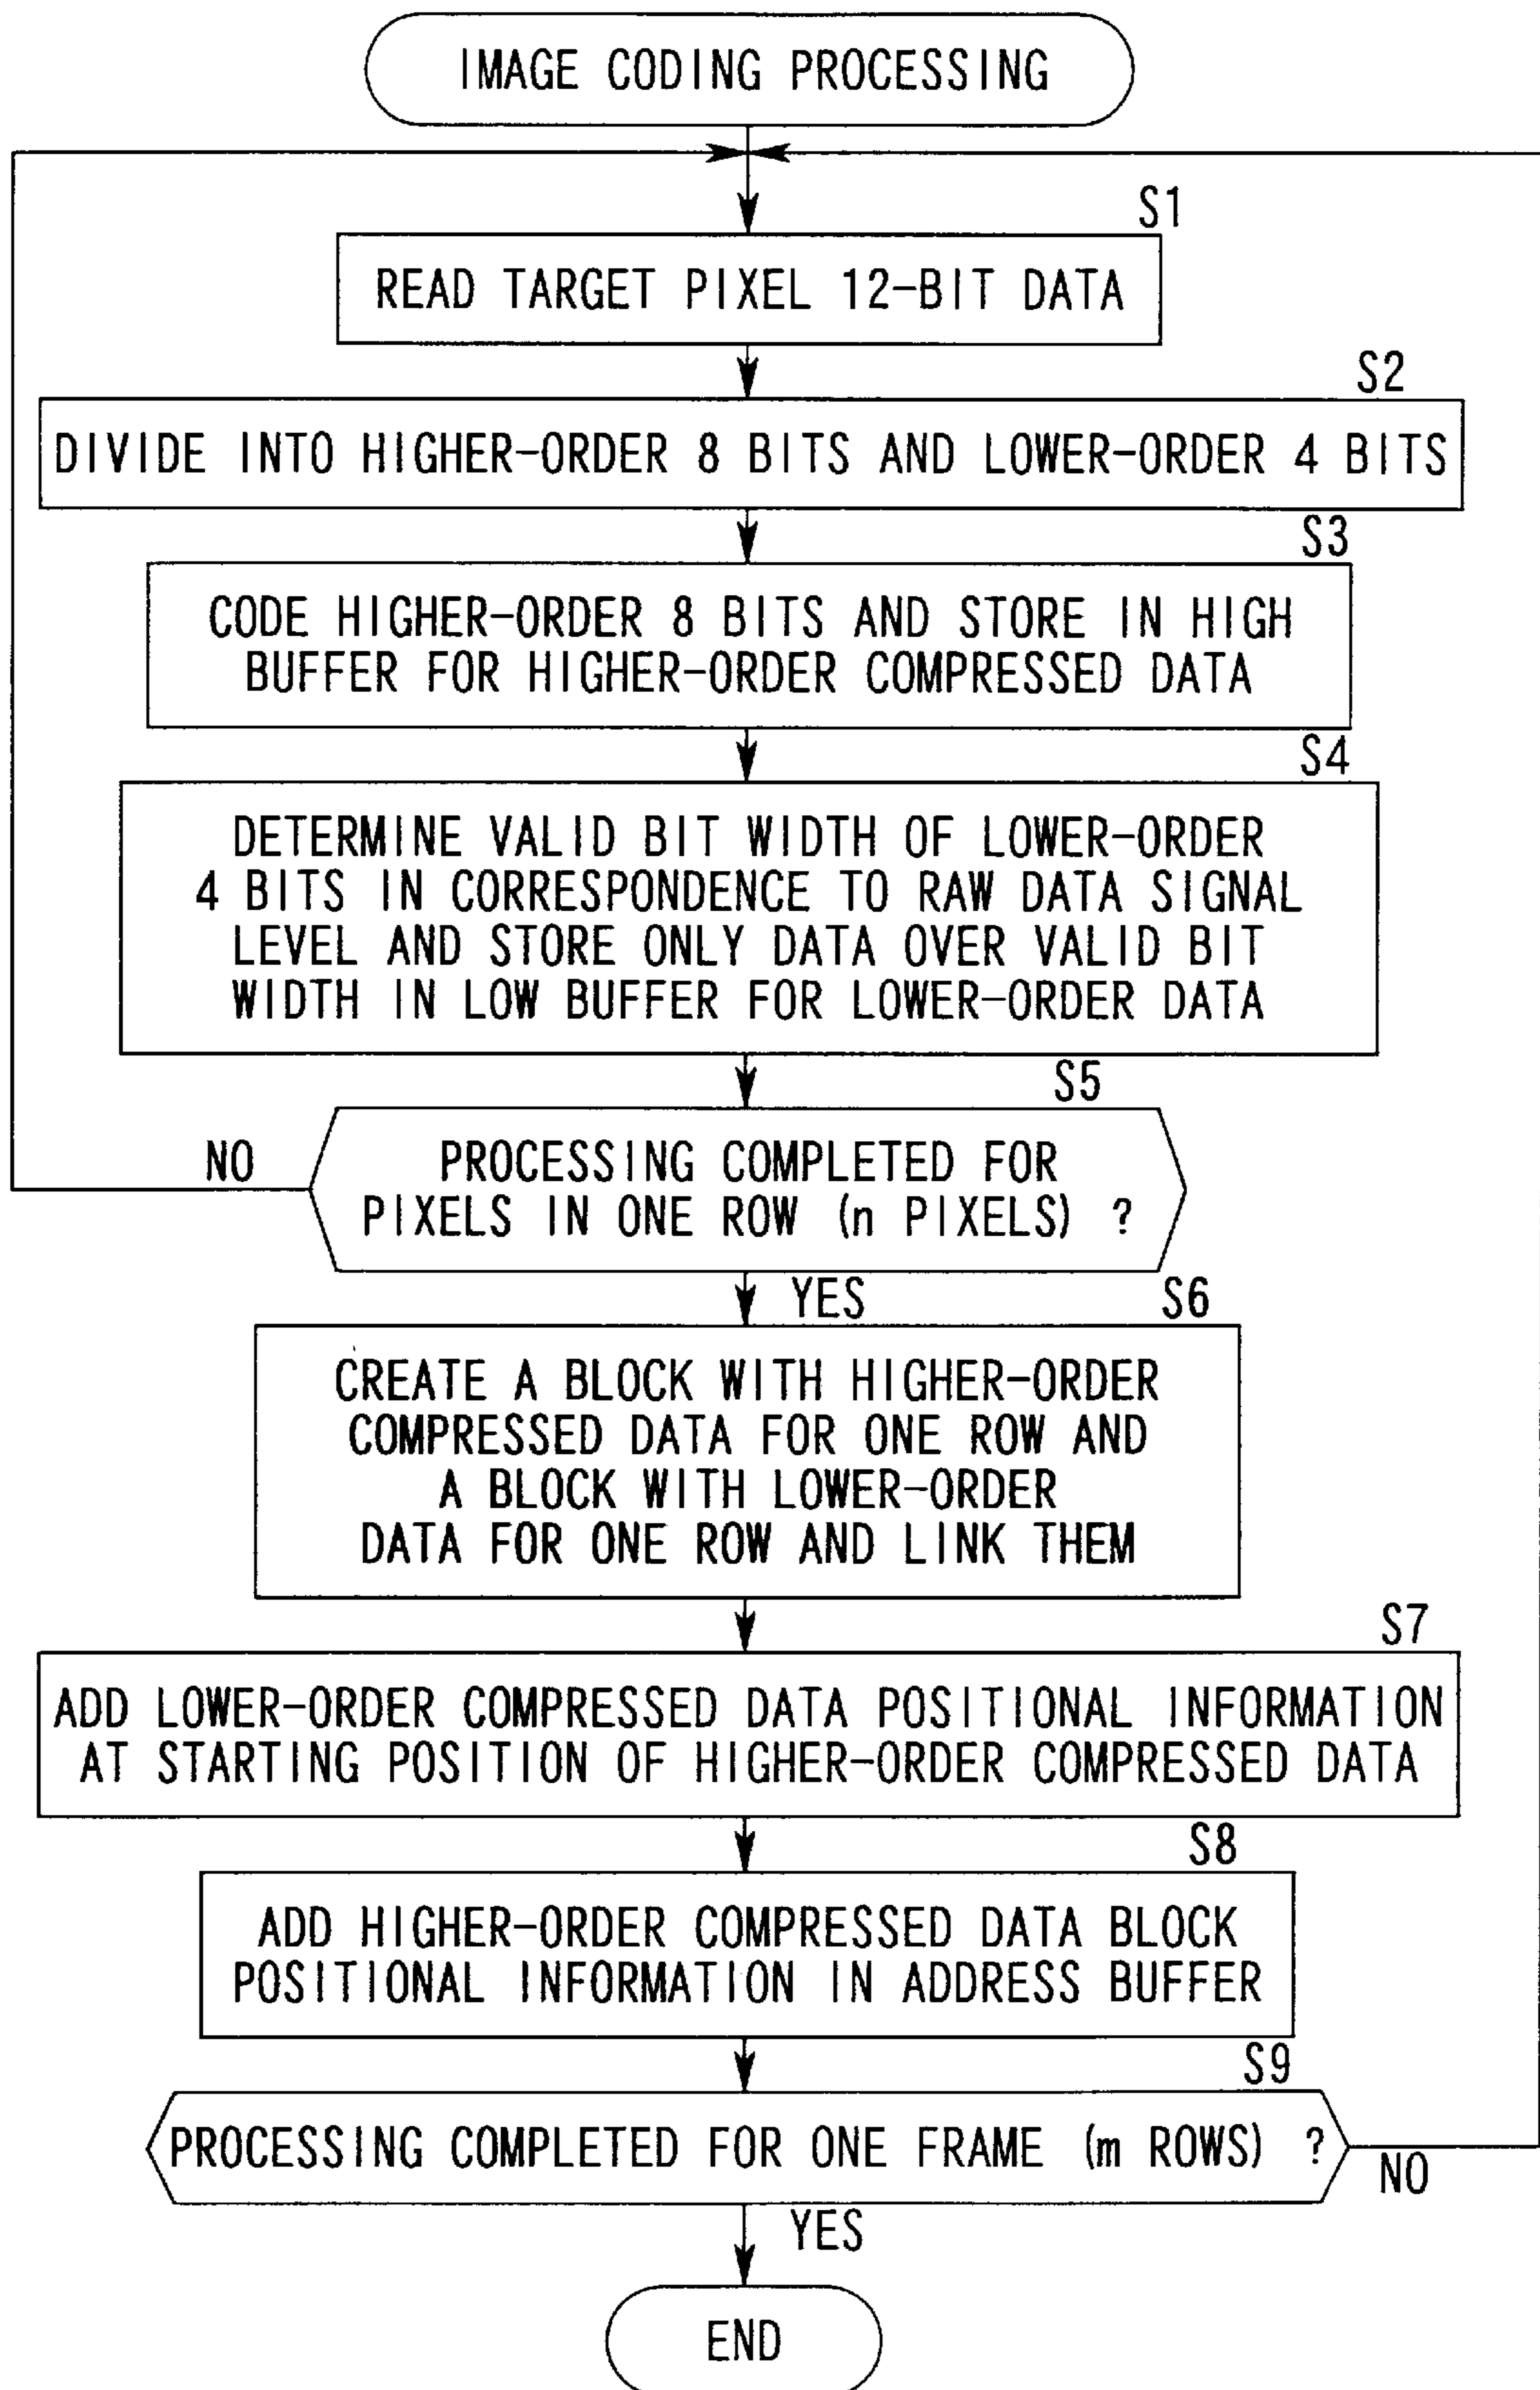 IMAGE CODING PROCESSING
S1
READ TARGET PIXEL 12-BIT DATA
S2
DIVIDE INTO HIGHER-ORDER 8 BITS AND LOWER-ORDER 4 BITS
S3
CODE HIGHER-ORDER 8 BITS AND STORE IN HIGH
BUFFER FOR HIGHER-ORDER COMPRESSED DATA
S4
DETERMINE VALID BIT WIDTH OF LOWER-ORDER
4 BITS IN CORRESPONDENCE TO RAW DATA SIGNAL
LEVEL AND STORE ONLY DATA OVER VALID BIT
WIDTH IN LOW BUFFER FOR LOWER-ORDER DATA
S5
NO
PROCESSING COMPLETED FOR
PIXELS IN ONE ROW (n PIXELS) ?
YES
S6
CREATE A BLOCK WITH HIGHER-ORDER
COMPRESSED DATA FOR ONE ROW AND
A BLOCK WITH LOWER-ORDER
DATA FOR ONE ROW AND LINK THEM
S7
ADD LOWER-ORDER COMPRESSED DATA POSITIONAL INFORMATION
AT STARTING POSITION OF HIGHER-ORDER COMPRESSED DATA
S8
ADD HIGHER-ORDER COMPRESSED DATA BLOCK
POSITIONAL INFORMATION IN ADDRESS BUFFER
S9
PROCESSING COMPLETED FOR ONE FRAME (m ROWS) ?
NO
YES
END